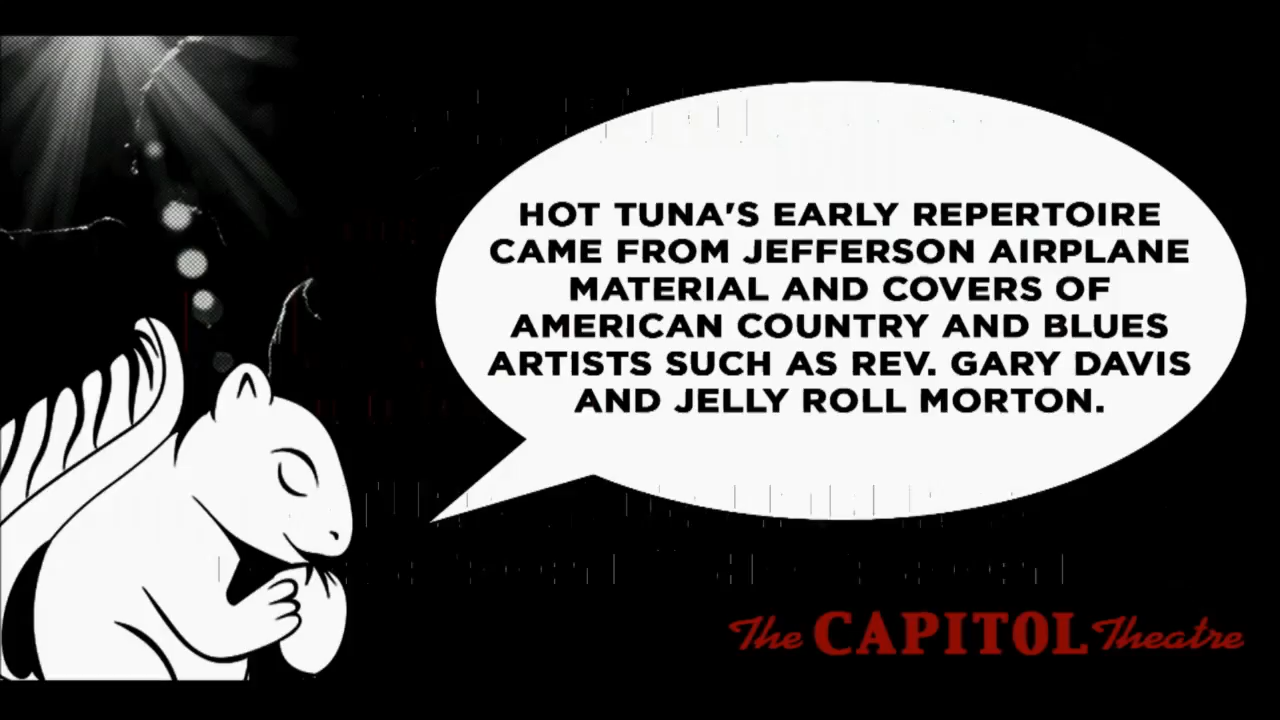 HOT TUNA'S EARLY REPERTOIRE
CAME FROM JEFFERSON AIRPLANE
MATERIAL AND COVERS OF
AMERICAN COUNTRY AND BLUES
ARTISTS SUCH AS REV. GARY DAVIS
AND JELLY ROLL MORTON.
The CAPITOL Theatre